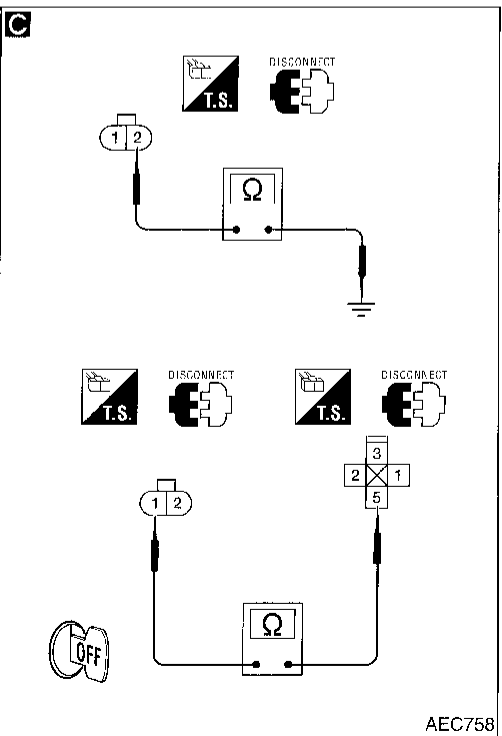 C
DISCONNECT
T.S.
1 2
Ω
DISCONNECT DISCONNECT
T.S. T.S.
3
2 1
5
1 2
Ω
OFF
AEC758